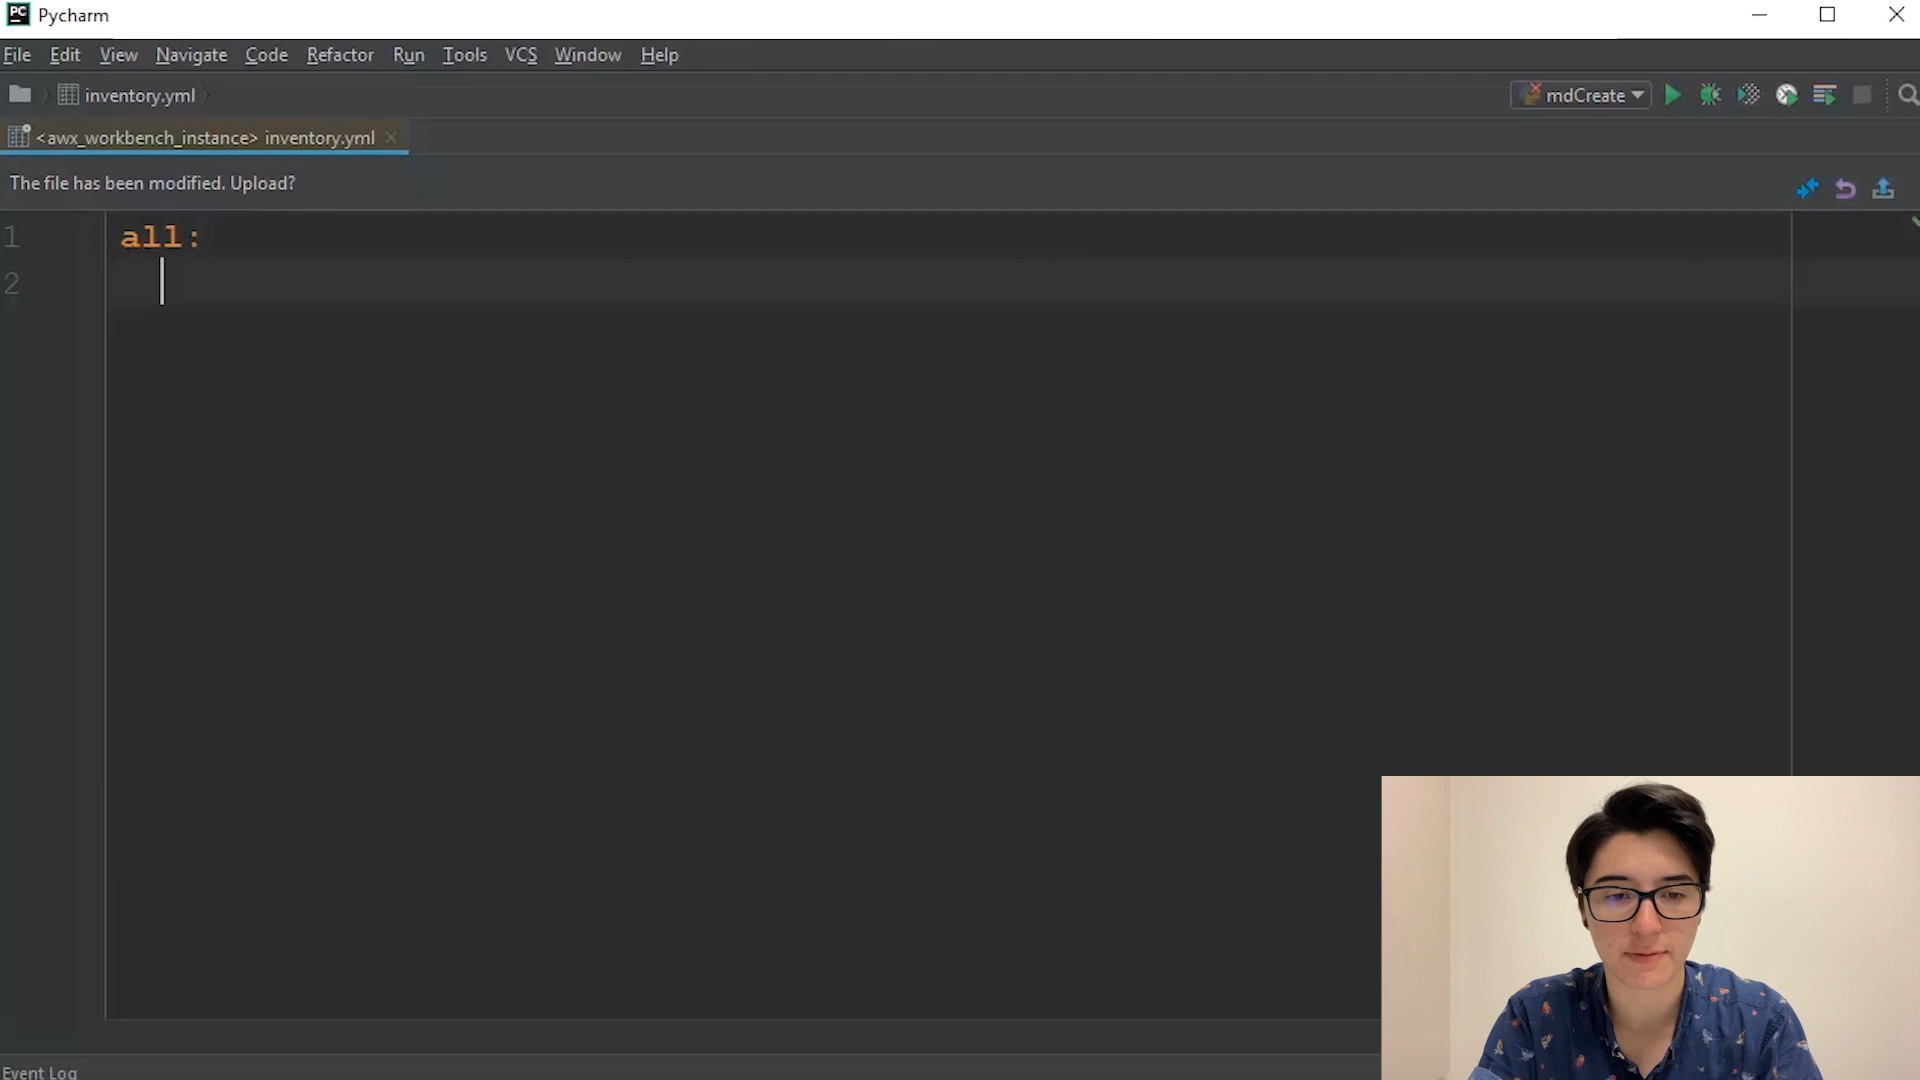 PC Pycharm
File Edit View Navigate Code Refactor Run Tools VCS Window Help
inventory.yml mdCreate
<awx_workbench_instance> inventory.yml
The file has been modified. Upload?
1 all:
2
Event Log